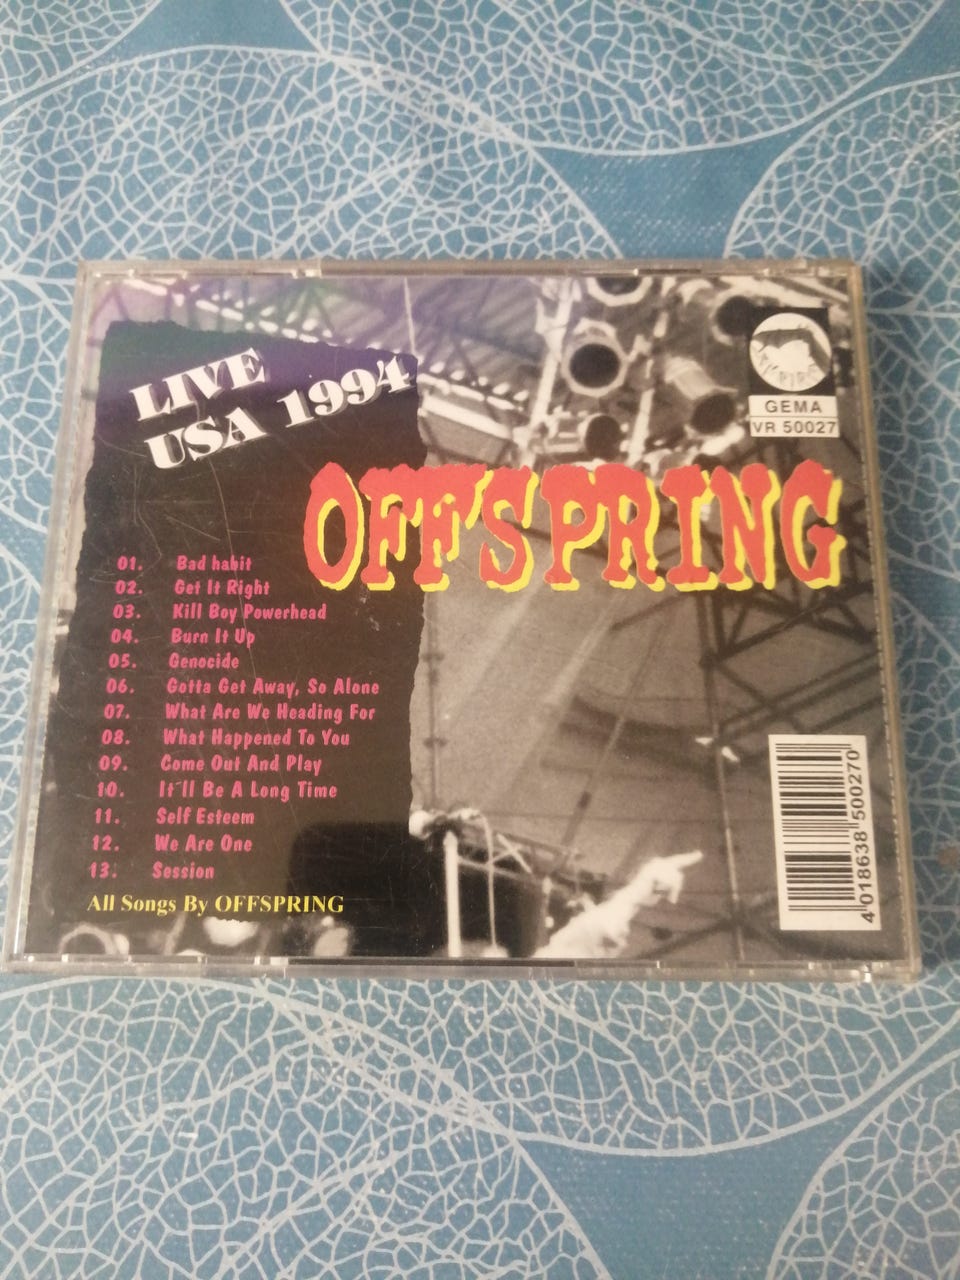 LIVE
USA 1994
GEMA
VR 50027
OFFSPRING
01. Bad habit
02. Get It Right
03. Kill Boy Powerhead
04. Burn It Up
05. Genocide
06. Gotta Get Away, So Alone
07. What Are We Heading For
08. What Happened To You
09. Come Out And Play
10. It´ll Be A Long Time
11. Self Esteem
12. We Are One
13. Session
All Songs By OFFSPRING
4 018638 500270